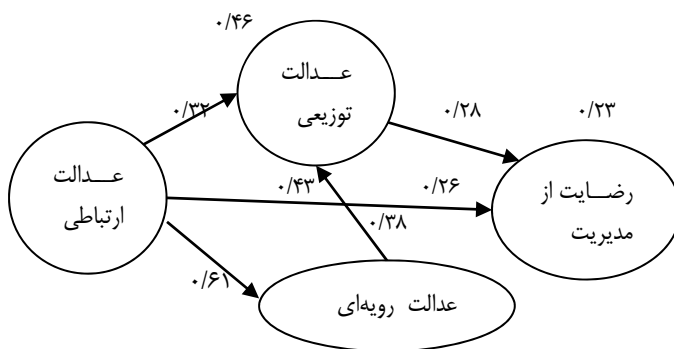 ۰/۴۶
عـــدالت
توزیعی
۰/۳۲
۰/۲۸
۰/۲۳
عـــدالت
ارتباطی
۰/۴۳
۰/۲۶
رضـــایت از
مدیریت
۰/۳۸
۰/۶۱
عدالت رویه‌ای